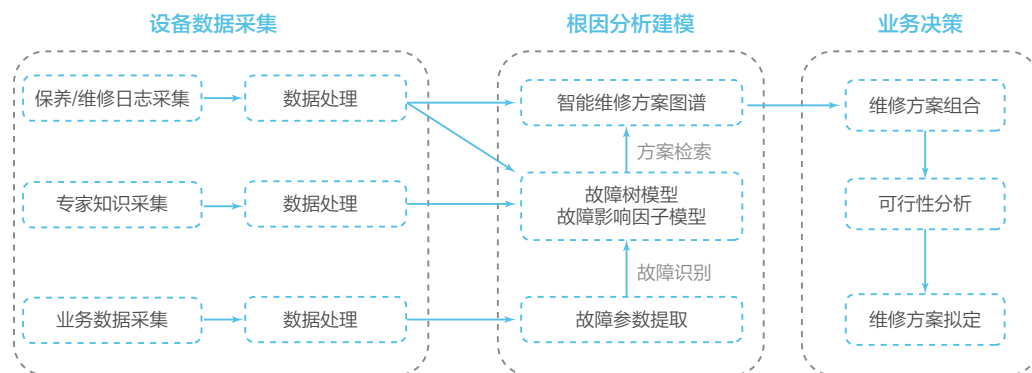 设备数据采集
根因分析建模
业务决策
保养/维修日志采集
数据处理
智能维修方案图谱
维修方案组合
方案检索
专家知识采集
数据处理
故障树模型
故障影响因子模型
可行性分析
故障识别
业务数据采集
数据处理
故障参数提取
维修方案拟定